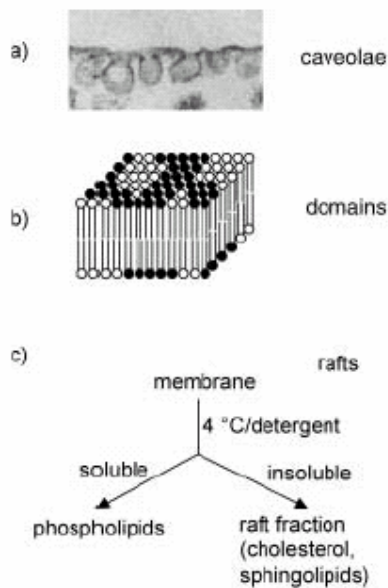 a)
caveolae
b)
domains
c)
rafts
membrane
4 °C/detergent
soluble
insoluble
phospholipids
raft fraction
(cholesterol,
sphingolipids)